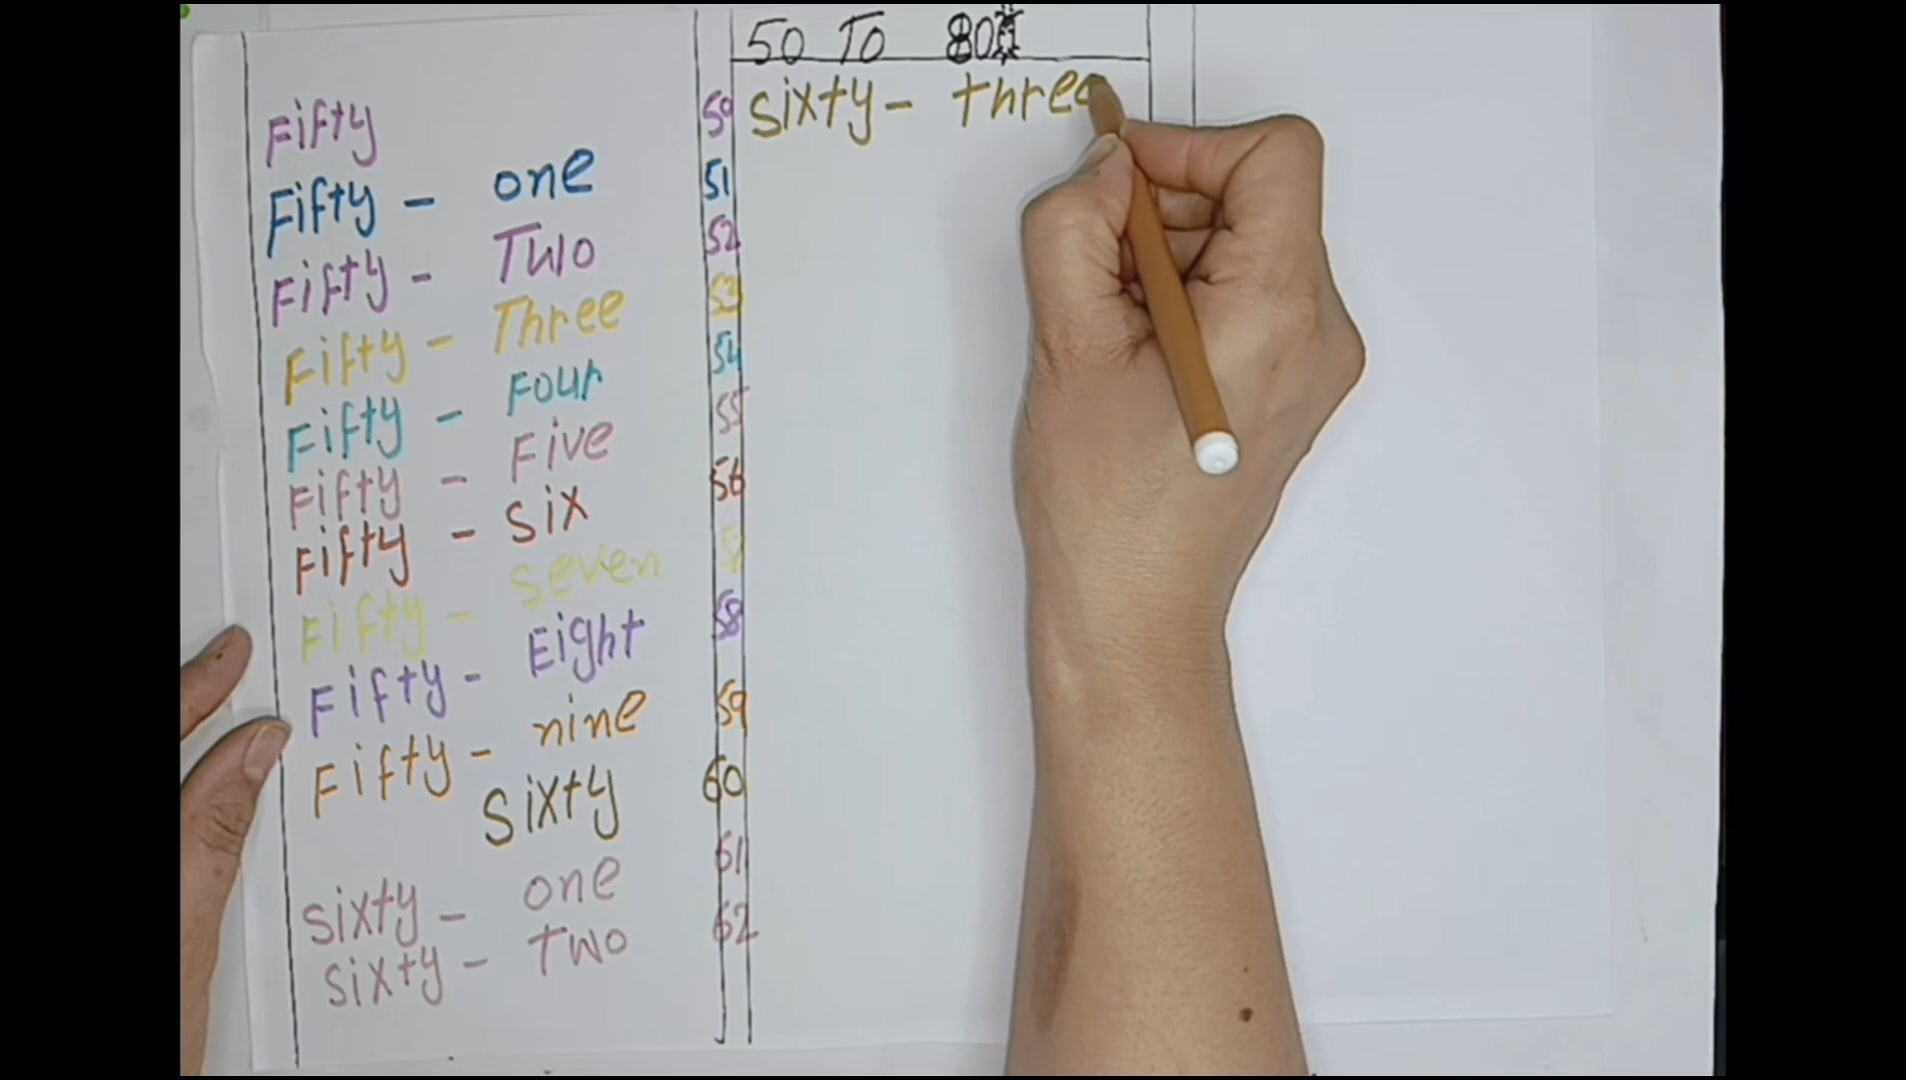 50 TO 80
Fifty 50
Fifty - one 51
Fifty - Two 52
Fifty - Three 53
Fifty - Four 54
Fifty - Five 55
Fifty - six 56
Fifty - seven
Fifty - Eight 58
Fifty - nine 59
sixty 60
sixty - one 61
sixty - Two 62
sixty - three